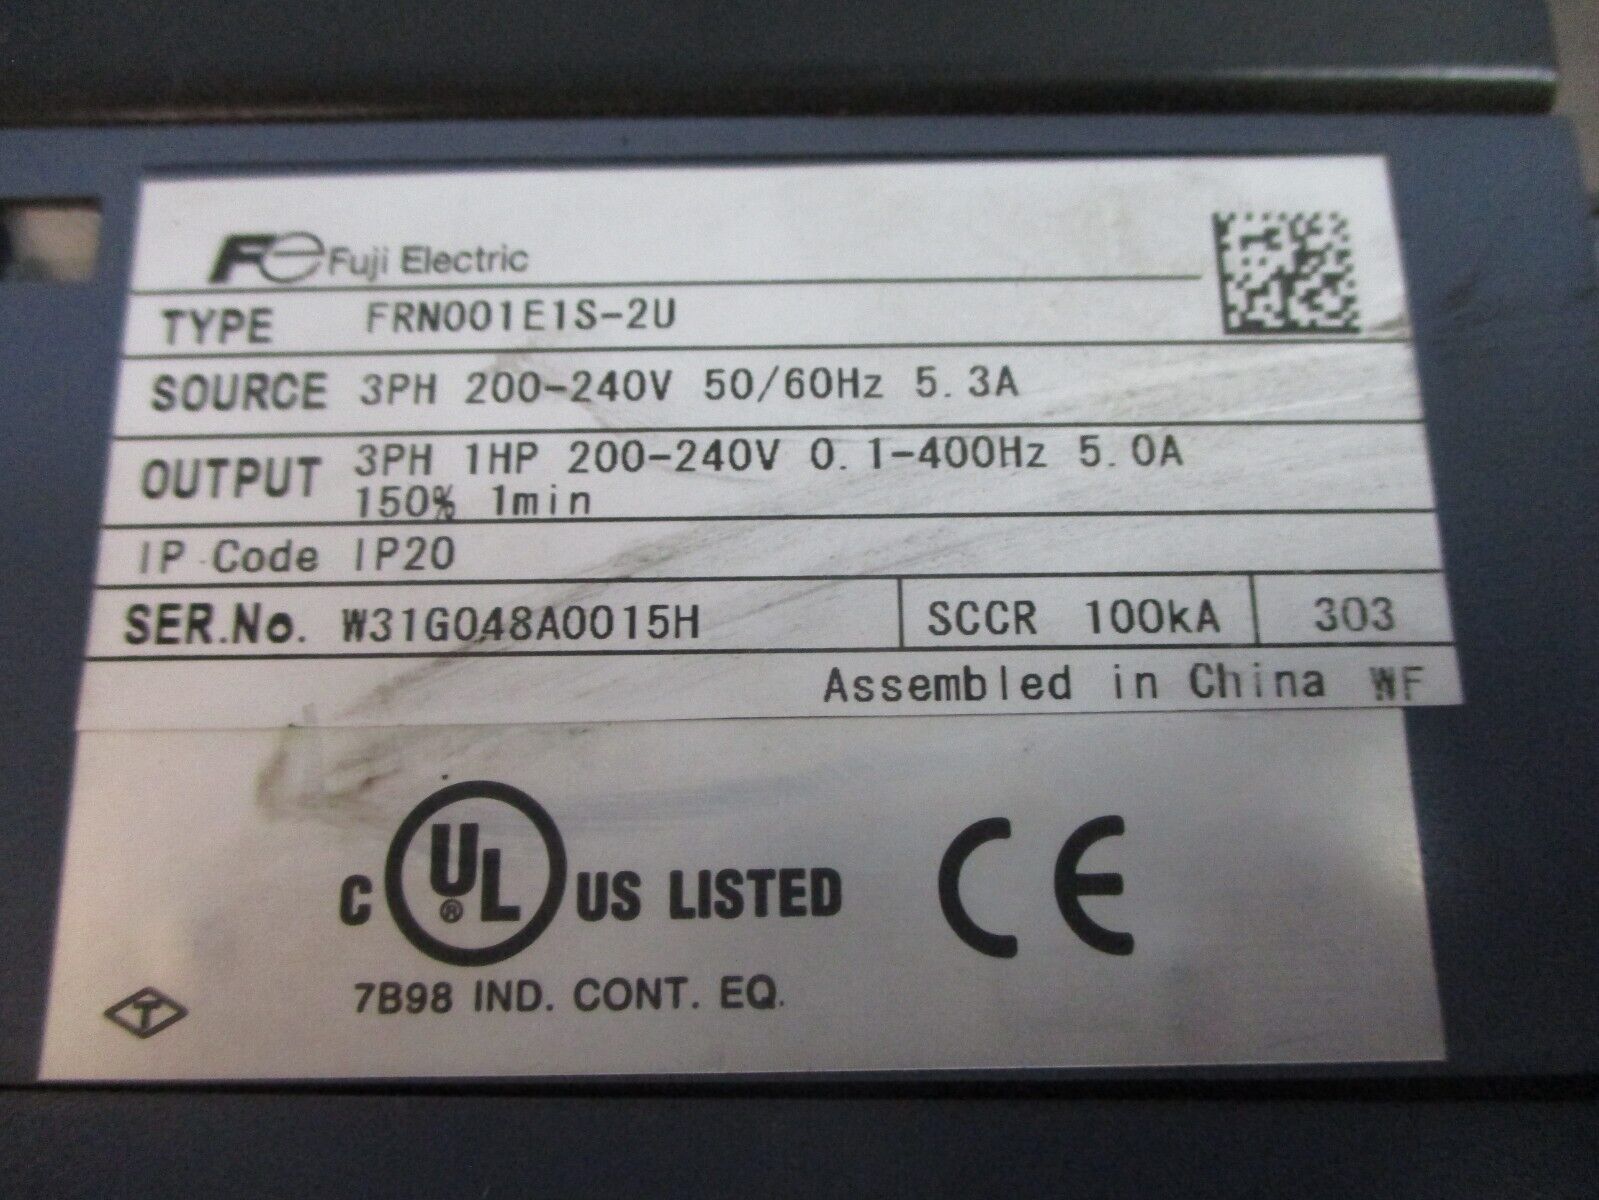 Fe Fuji Electric
TYPE FRN001E1S-2U
SOURCE 3PH 200-240V 50/60Hz 5.3A
OUTPUT 3PH 1HP 200-240V 0.1-400Hz 5.0A
150% 1min
IP Code IP20
SER.No. W31G048A0015H SCCR 100kA 303
Assembled in China WF
C UL® US LISTED CE
7B98 IND. CONT. EQ.
T